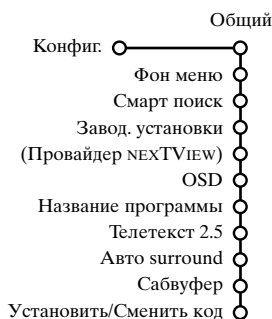 Общий
Конфиг.
Фон меню
Смарт поиск
Завод. установки
(Провайдер NEXTVIEW)
OSD
Название программы
Телетекст 2.5
Авто surround
Сабвуфер
Установить/Сменить код